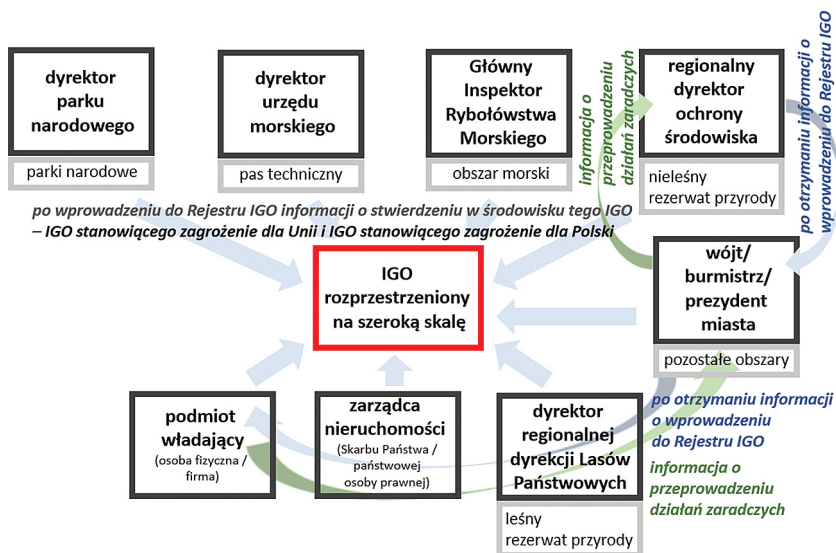 dyrektor
parku
narodowego
parki narodowe
dyrektor
urzędu
morskiego
pas techniczny
Główny
Inspektor
Rybołówstwa
Morskiego
obszar morski
informacja o
przeprowadzeniu
działań zaradczych
regionalny
dyrektor
ochrony
środowiska
nieleśny
rezerwat przyrody
po otrzymaniu informacji o
wprowadzeniu do Rejestru IGO
po wprowadzeniu do Rejestru IGO informacji o stwierdzeniu w środowisku tego IGO
– IGO stanowiącego zagrożenie dla Unii i IGO stanowiącego zagrożenie dla Polski
IGO
rozprzestrzeniony
na szeroką skalę
wójt/
burmistrz/
prezydent
miasta
pozostałe obszary
podmiot
władający
(osoba fizyczna /
firma)
zarządca
nieruchomości
(Skarbu Państwa /
państwowej
osoby prawnej)
dyrektor
regionalnej
dyrekcji Lasów
Państwowych
leśny
rezerwat przyrody
po otrzymaniu informacji
o wprowadzeniu
do Rejestru IGO
informacja o
przeprowadzeniu
działań zaradczych